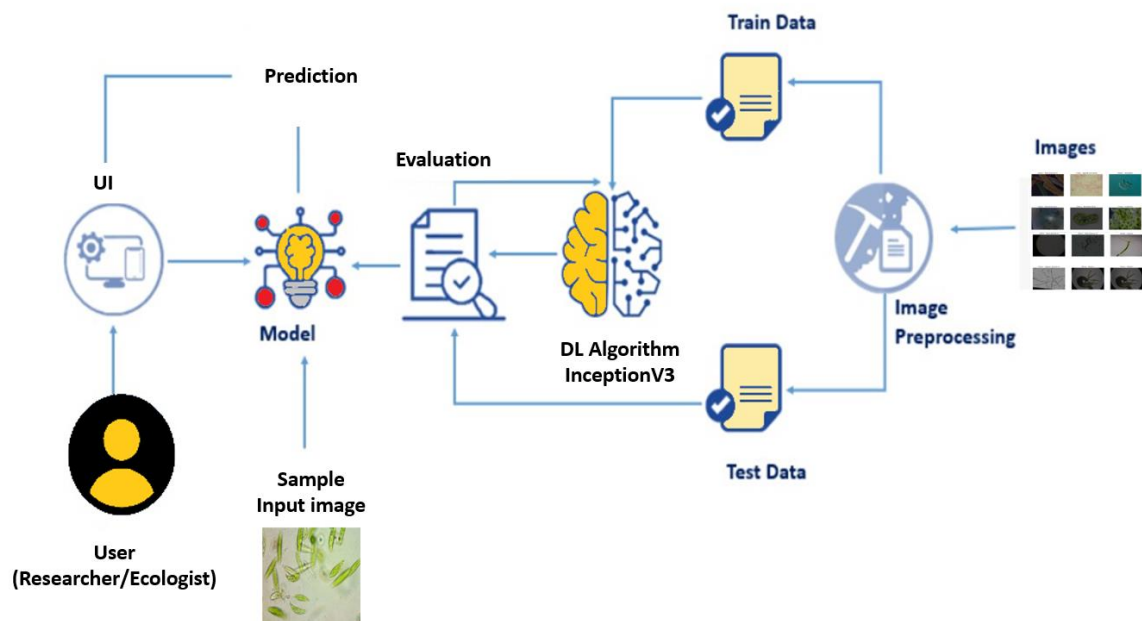 Train Data
Prediction
Images
Evaluation
UI
Model
Image
Preprocessing
DL Algorithm
InceptionV3
Sample
Input image
Test Data
User
(Researcher/Ecologist)